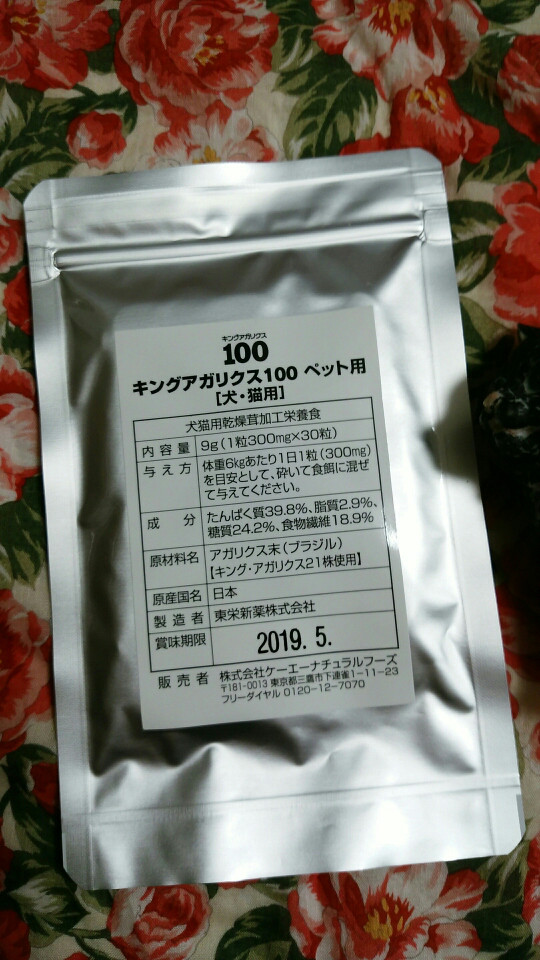 キングアガリクス
100
キングアガリクス100 ペット用
[犬・猫用]
犬猫用乾燥茸加工栄養食
内容量 9g(1粒300mg×30粒)
与え方 体重6kgあたり1日1粒(300mg)
を目安として、砕いて食餌に混ぜ
て与えてください。
成分 たんぱく質39.8%、脂質2.9%、
糖質24.2%、食物繊維18.9%
原材料名 アガリクス末(ブラジル)
【キング・アガリクス21株使用】
原産国名 日本
製造者 東栄新薬株式会社
賞味期限 2019. 5.
販売者 株式会社ケーエーナチュラルフーズ
〒181-0013 東京都三鷹市下連雀1-11-23
フリーダイヤル 0120-12-7070